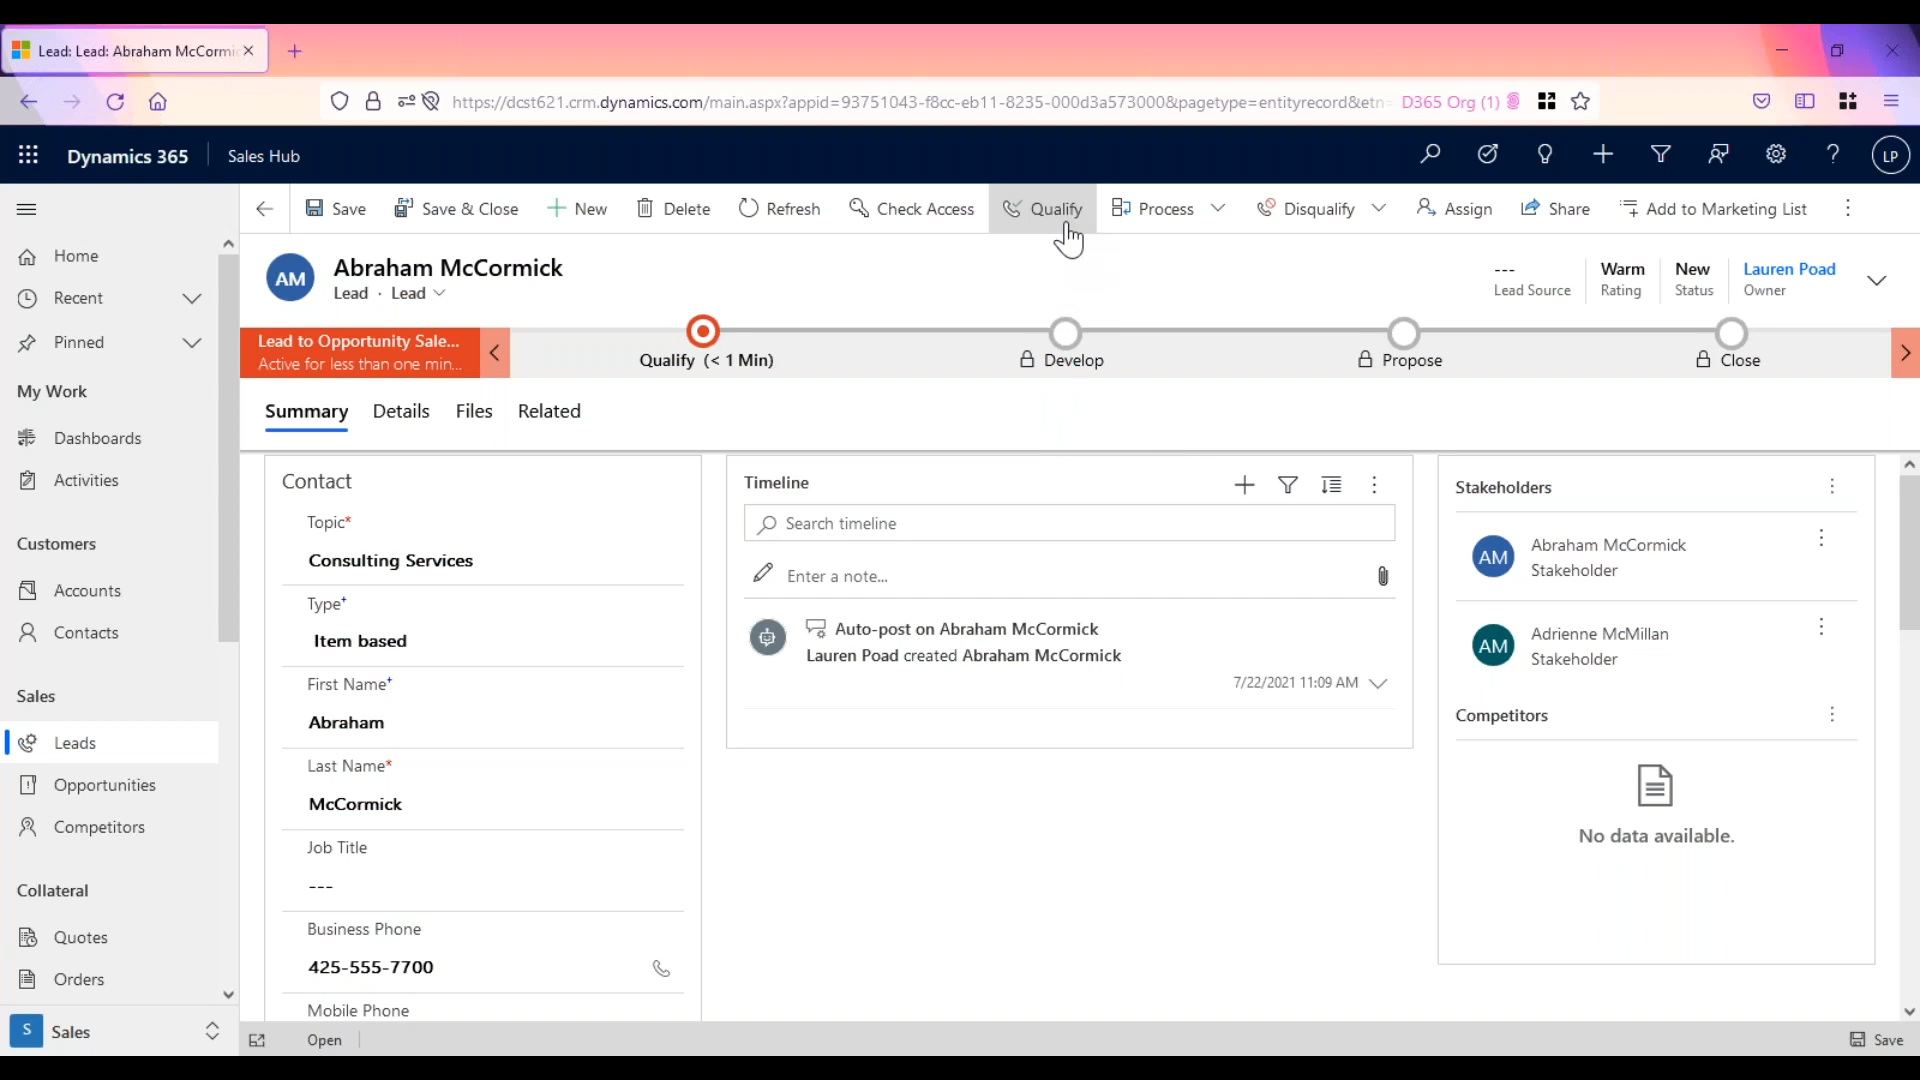 Lead: Lead: Abraham McCormi
https://dcst621.crm.dynamics.com/main.aspx?appid=93751043-f8cc-eb11-8235-000d3a573000&pagetype=entityrecord&etn=
D365 Org (1)
Dynamics 365
Sales Hub
LP
Save
Save & Close
New
Delete
Refresh
Check Access
Qualify
Process
Disqualify
Assign
Share
Add to Marketing List
Home
Recent
Pinned
My Work
Dashboards
Activities
Customers
Accounts
Contacts
Sales
Leads
Opportunities
Competitors
Collateral
Quotes
Orders
S
Sales
AM
Abraham McCormick
Lead · Lead
---
Lead Source
Warm
Rating
New
Status
Lauren Poad
Owner
Lead to Opportunity Sale...
Active for less than one min...
Qualify (< 1 Min)
Develop
Propose
Close
Summary
Details
Files
Related
Contact
Topic*
Consulting Services
Type+
Item based
First Name+
Abraham
Last Name*
McCormick
Job Title
---
Business Phone
425-555-7700
Mobile Phone
Timeline
Search timeline
Enter a note...
Auto-post on Abraham McCormick
Lauren Poad created Abraham McCormick
7/22/2021 11:09 AM
Stakeholders
AM
Abraham McCormick
Stakeholder
AM
Adrienne McMillan
Stakeholder
Competitors
No data available.
Open
Save